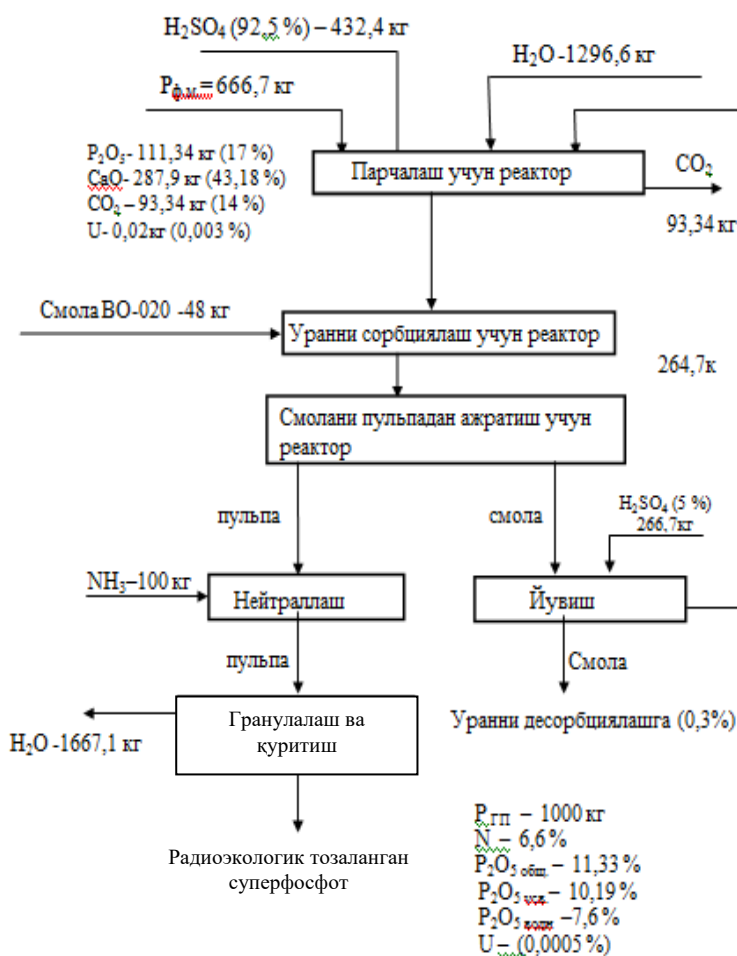 H₂SO₄ (92,5 %) – 432,4 кг
H₂O -1296,6 кг
Pф.м. = 666,7 кг
P₂O₅- 111,34 кг (17 %)
CaO- 287,9 кг (43,18 %)
CO₂ – 93,34 кг (14 %)
U- 0,02кг (0,003 %)
Парчалаш учун реактор
CO₂
93,34 кг
Смола ВО-020 -48 кг
Уранни сорбциялаш учун реактор
264,7к
Смолани пульпадан ажратиш учун
реактор
пульпа
смола
H₂SO₄ (5 %)
266,7кг
NH₃–100 кг
Нейтраллаш
Йувиш
пульпа
Смола
Гранулалаш ва
қуритиш
H₂O -1667,1 кг
Уранни десорбциялашга (0,3%)
Радиоэкологик тозаланган
суперфосфот
PГП – 1000 кг
N – 6,6 %
P₂O₅ общ. – 11,33 %
P₂O₅ усв. – 10,19 %
P₂O₅ водн –7,6 %
U – (0,0005 %)